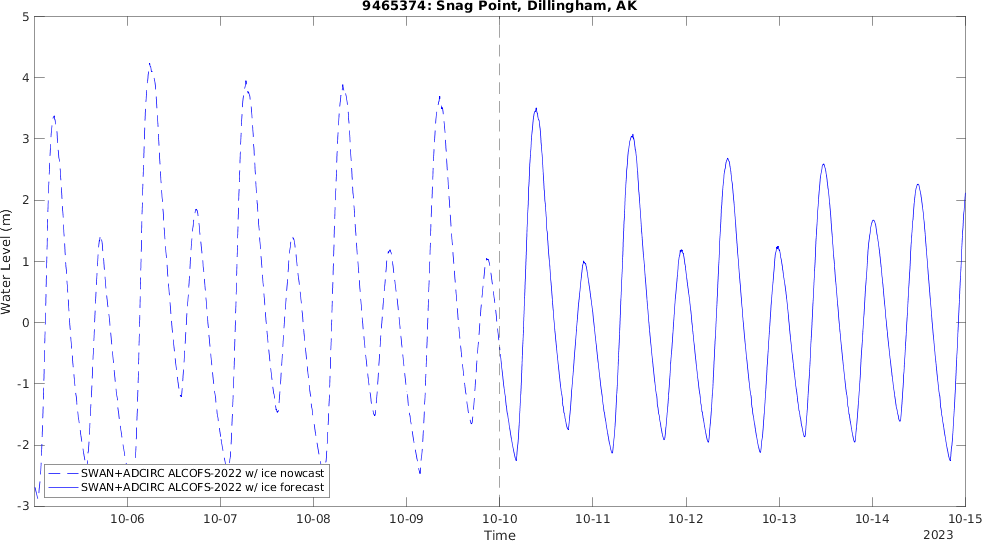 9465374: Snag Point, Dillingham, AK
Water Level (m)
5
4
3
2
1
0
-1
-2
-3
SWAN+ADCIRC ALCOFS-2022 w/ ice nowcast
SWAN+ADCIRC ALCOFS-2022 w/ ice forecast
10-06 10-07 10-08 10-09 10-10 10-11 10-12 10-13 10-14 10-15
Time
2023